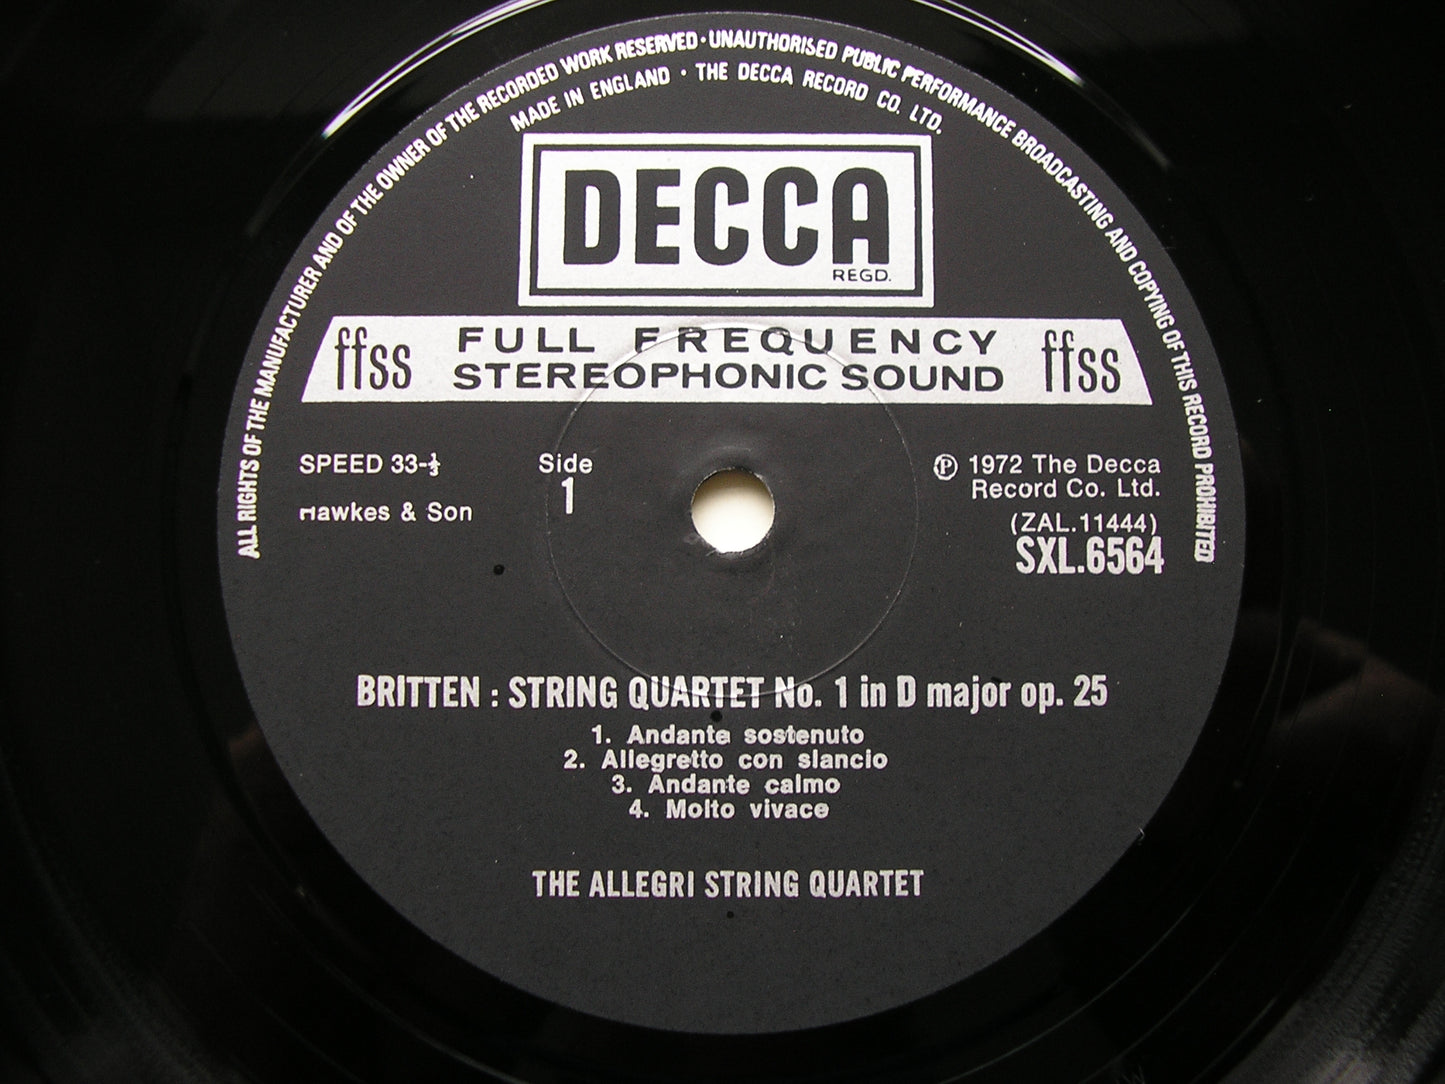 ALL RIGHTS OF THE MANUFACTURER AND OF THE OWNER OF THE RECORDED WORK RESERVED · UNAUTHORISED PUBLIC PERFORMANCE BROADCASTING AND COPYING OF THIS RECORD PROHIBITED
MADE IN ENGLAND · THE DECCA RECORD CO. LTD.
DECCA
REGD.
ffss FULL FREQUENCY ffss
STEREOPHONIC SOUND
SPEED 33-⅓
Side
1
Hawkes & Son
℗ 1972 The Decca
Record Co. Ltd.
(ZAL.11444)
SXL.6564
BRITTEN : STRING QUARTET No. 1 in D major op. 25
1. Andante sostenuto
2. Allegretto con slancio
3. Andante calmo
4. Molto vivace
THE ALLEGRI STRING QUARTET